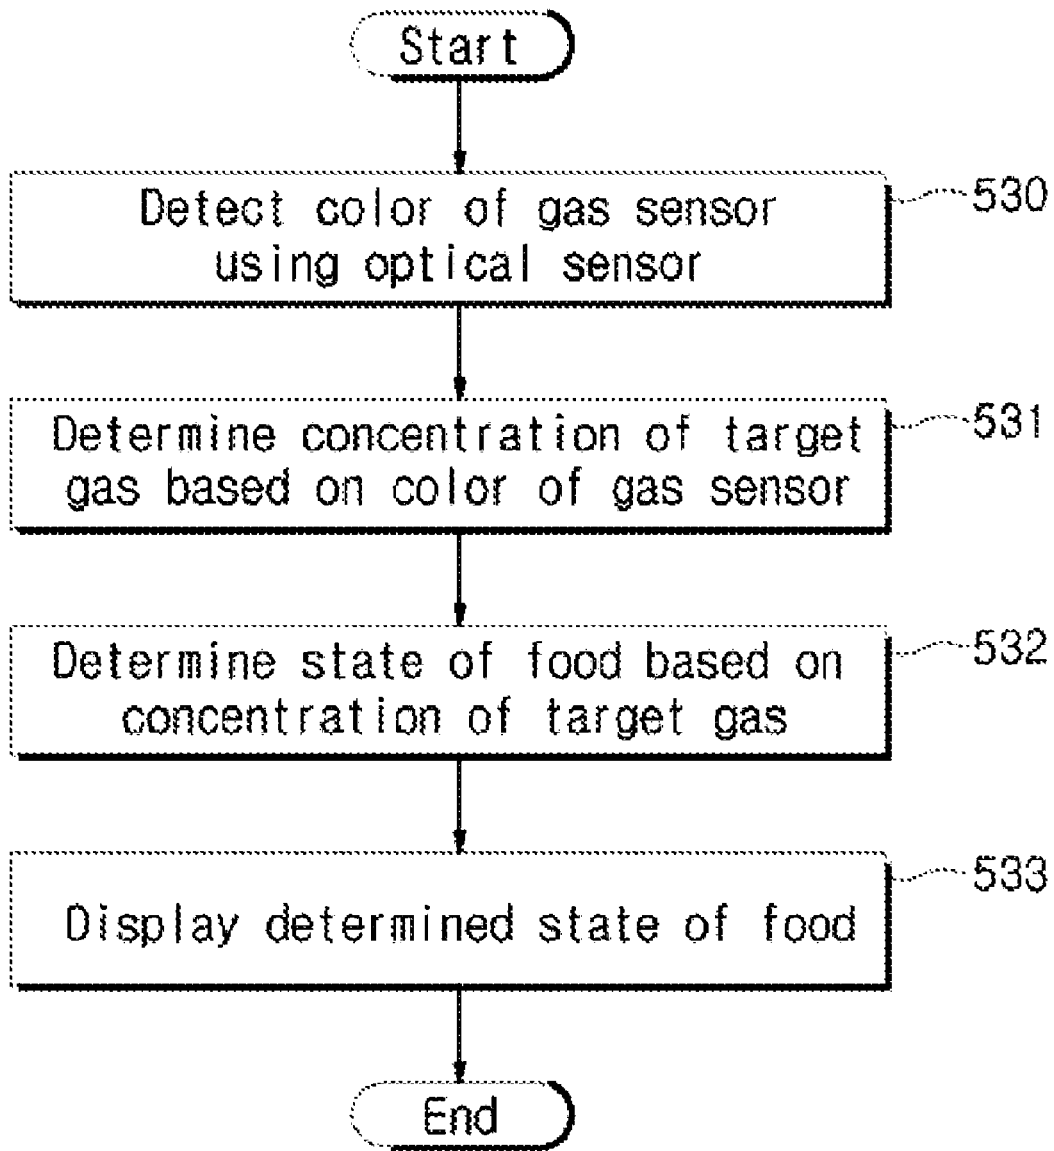 Start
Detect color of gas sensor
using optical sensor
530
Determine concentration of target
gas based on color of gas sensor
531
Determine state of food based on
concentration of target gas
532
Display determined state of food
533
End